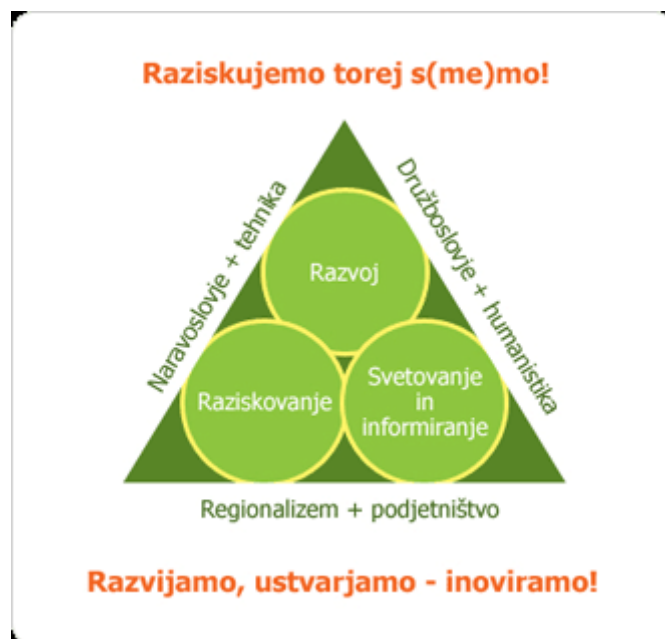 Raziskujemo torej s(me)mo!
Naravoslovje + tehnika
Družboslovje + humanistika
Razvoj
Raziskovanje
Svetovanje
in
informiranje
Regionalizem + podjetništvo
Razvijamo, ustvarjamo - inoviramo!